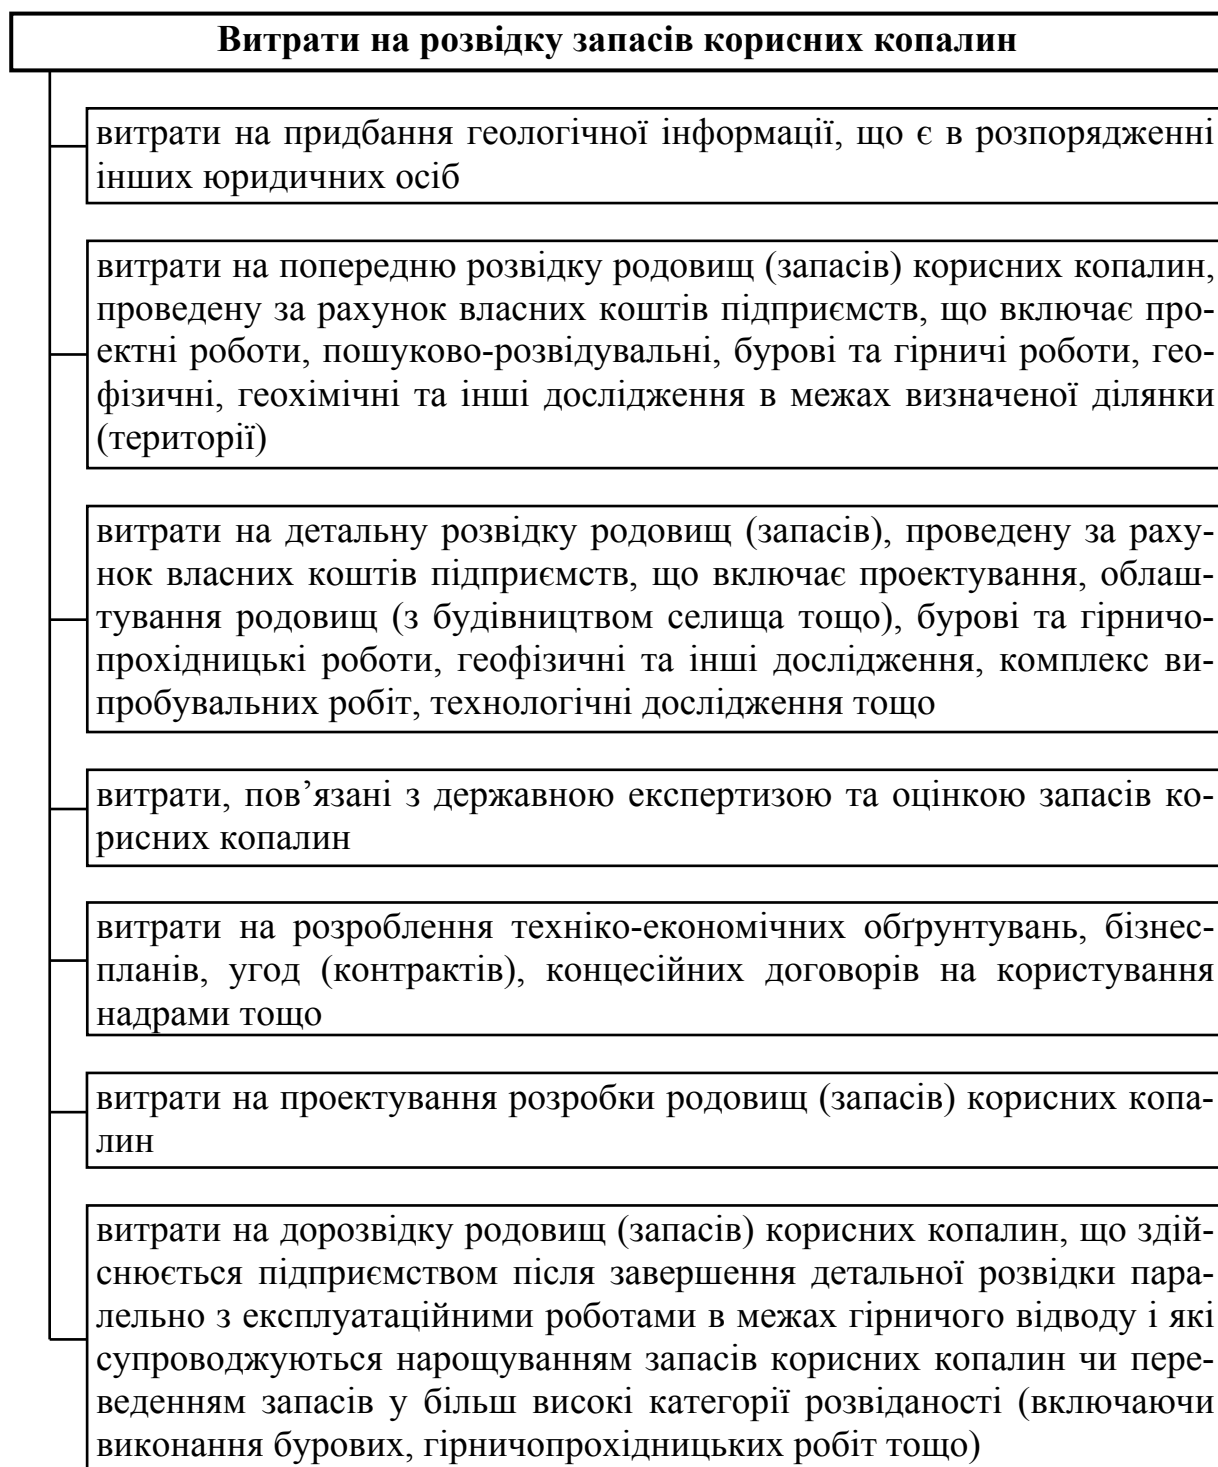 Витрати на розвідку запасів корисних копалин
витрати на придбання геологічної інформації, що є в розпорядженні
інших юридичних осіб
витрати на попередню розвідку родовищ (запасів) корисних копалин,
проведену за рахунок власних коштів підприємств, що включає про-
ектні роботи, пошуково-розвідувальні, бурові та гірничі роботи, гео-
фізичні, геохімічні та інші дослідження в межах визначеної ділянки
(території)
витрати на детальну розвідку родовищ (запасів), проведену за раху-
нок власних коштів підприємств, що включає проектування, облаш-
тування родовищ (з будівництвом селища тощо), бурові та гірничо-
прохідницькі роботи, геофізичні та інші дослідження, комплекс ви-
пробувальних робіт, технологічні дослідження тощо
витрати, пов’язані з державною експертизою та оцінкою запасів ко-
рисних копалин
витрати на розроблення техніко-економічних обґрунтувань, бізнес-
планів, угод (контрактів), концесійних договорів на користування
надрами тощо
витрати на проектування розробки родовищ (запасів) корисних копа-
лин
витрати на дорозвідку родовищ (запасів) корисних копалин, що здій-
снюється підприємством після завершення детальної розвідки пара-
лельно з експлуатаційними роботами в межах гірничого відводу і які
супроводжуються нарощуванням запасів корисних копалин чи пере-
веденням запасів у більш високі категорії розвіданості (включаючи
виконання бурових, гірничопрохідницьких робіт тощо)